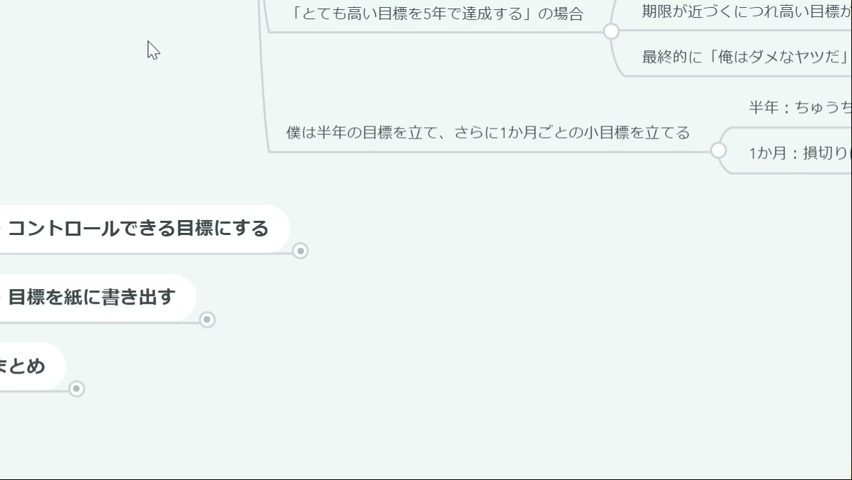 「とても高い目標を5年で達成する」の場合
期限が近づくにつれ高い目標が
最終的に「俺はダメなヤツだ」
僕は半年の目標を立て、さらに1か月ごとの小目標を立てる
半年：ちゅうち
1か月：損切り
コントロールできる目標にする
目標を紙に書き出す
まとめ